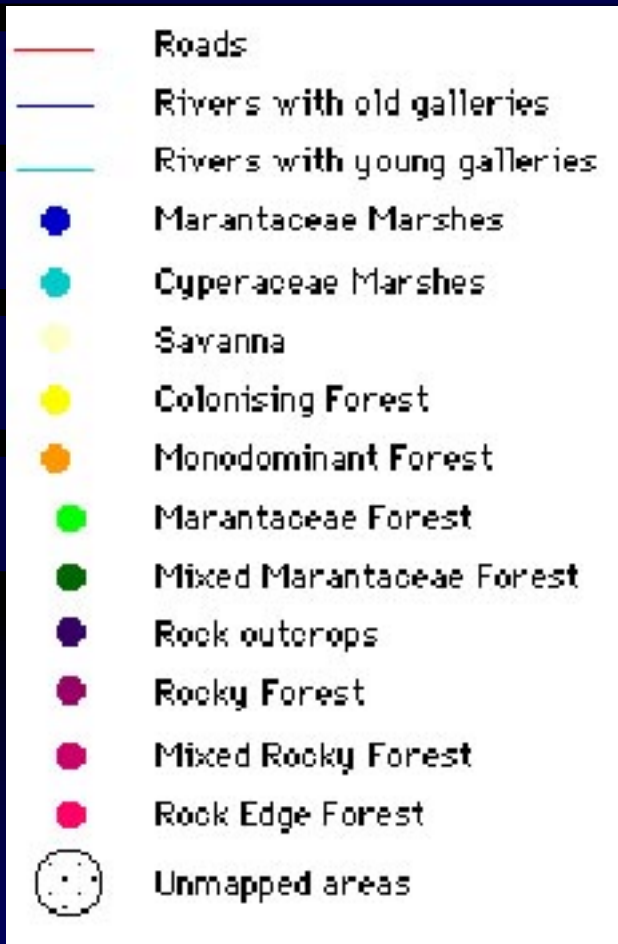 Roads
Rivers with old galleries
Rivers with young galleries
Marantaceae Marshes
Cyperaceae Marshes
Savanna
Colonising Forest
Monodominant Forest
Marantaceae Forest
Mixed Marantaceae Forest
Rock outcrops
Rocky Forest
Mixed Rocky Forest
Rock Edge Forest
Unmapped areas